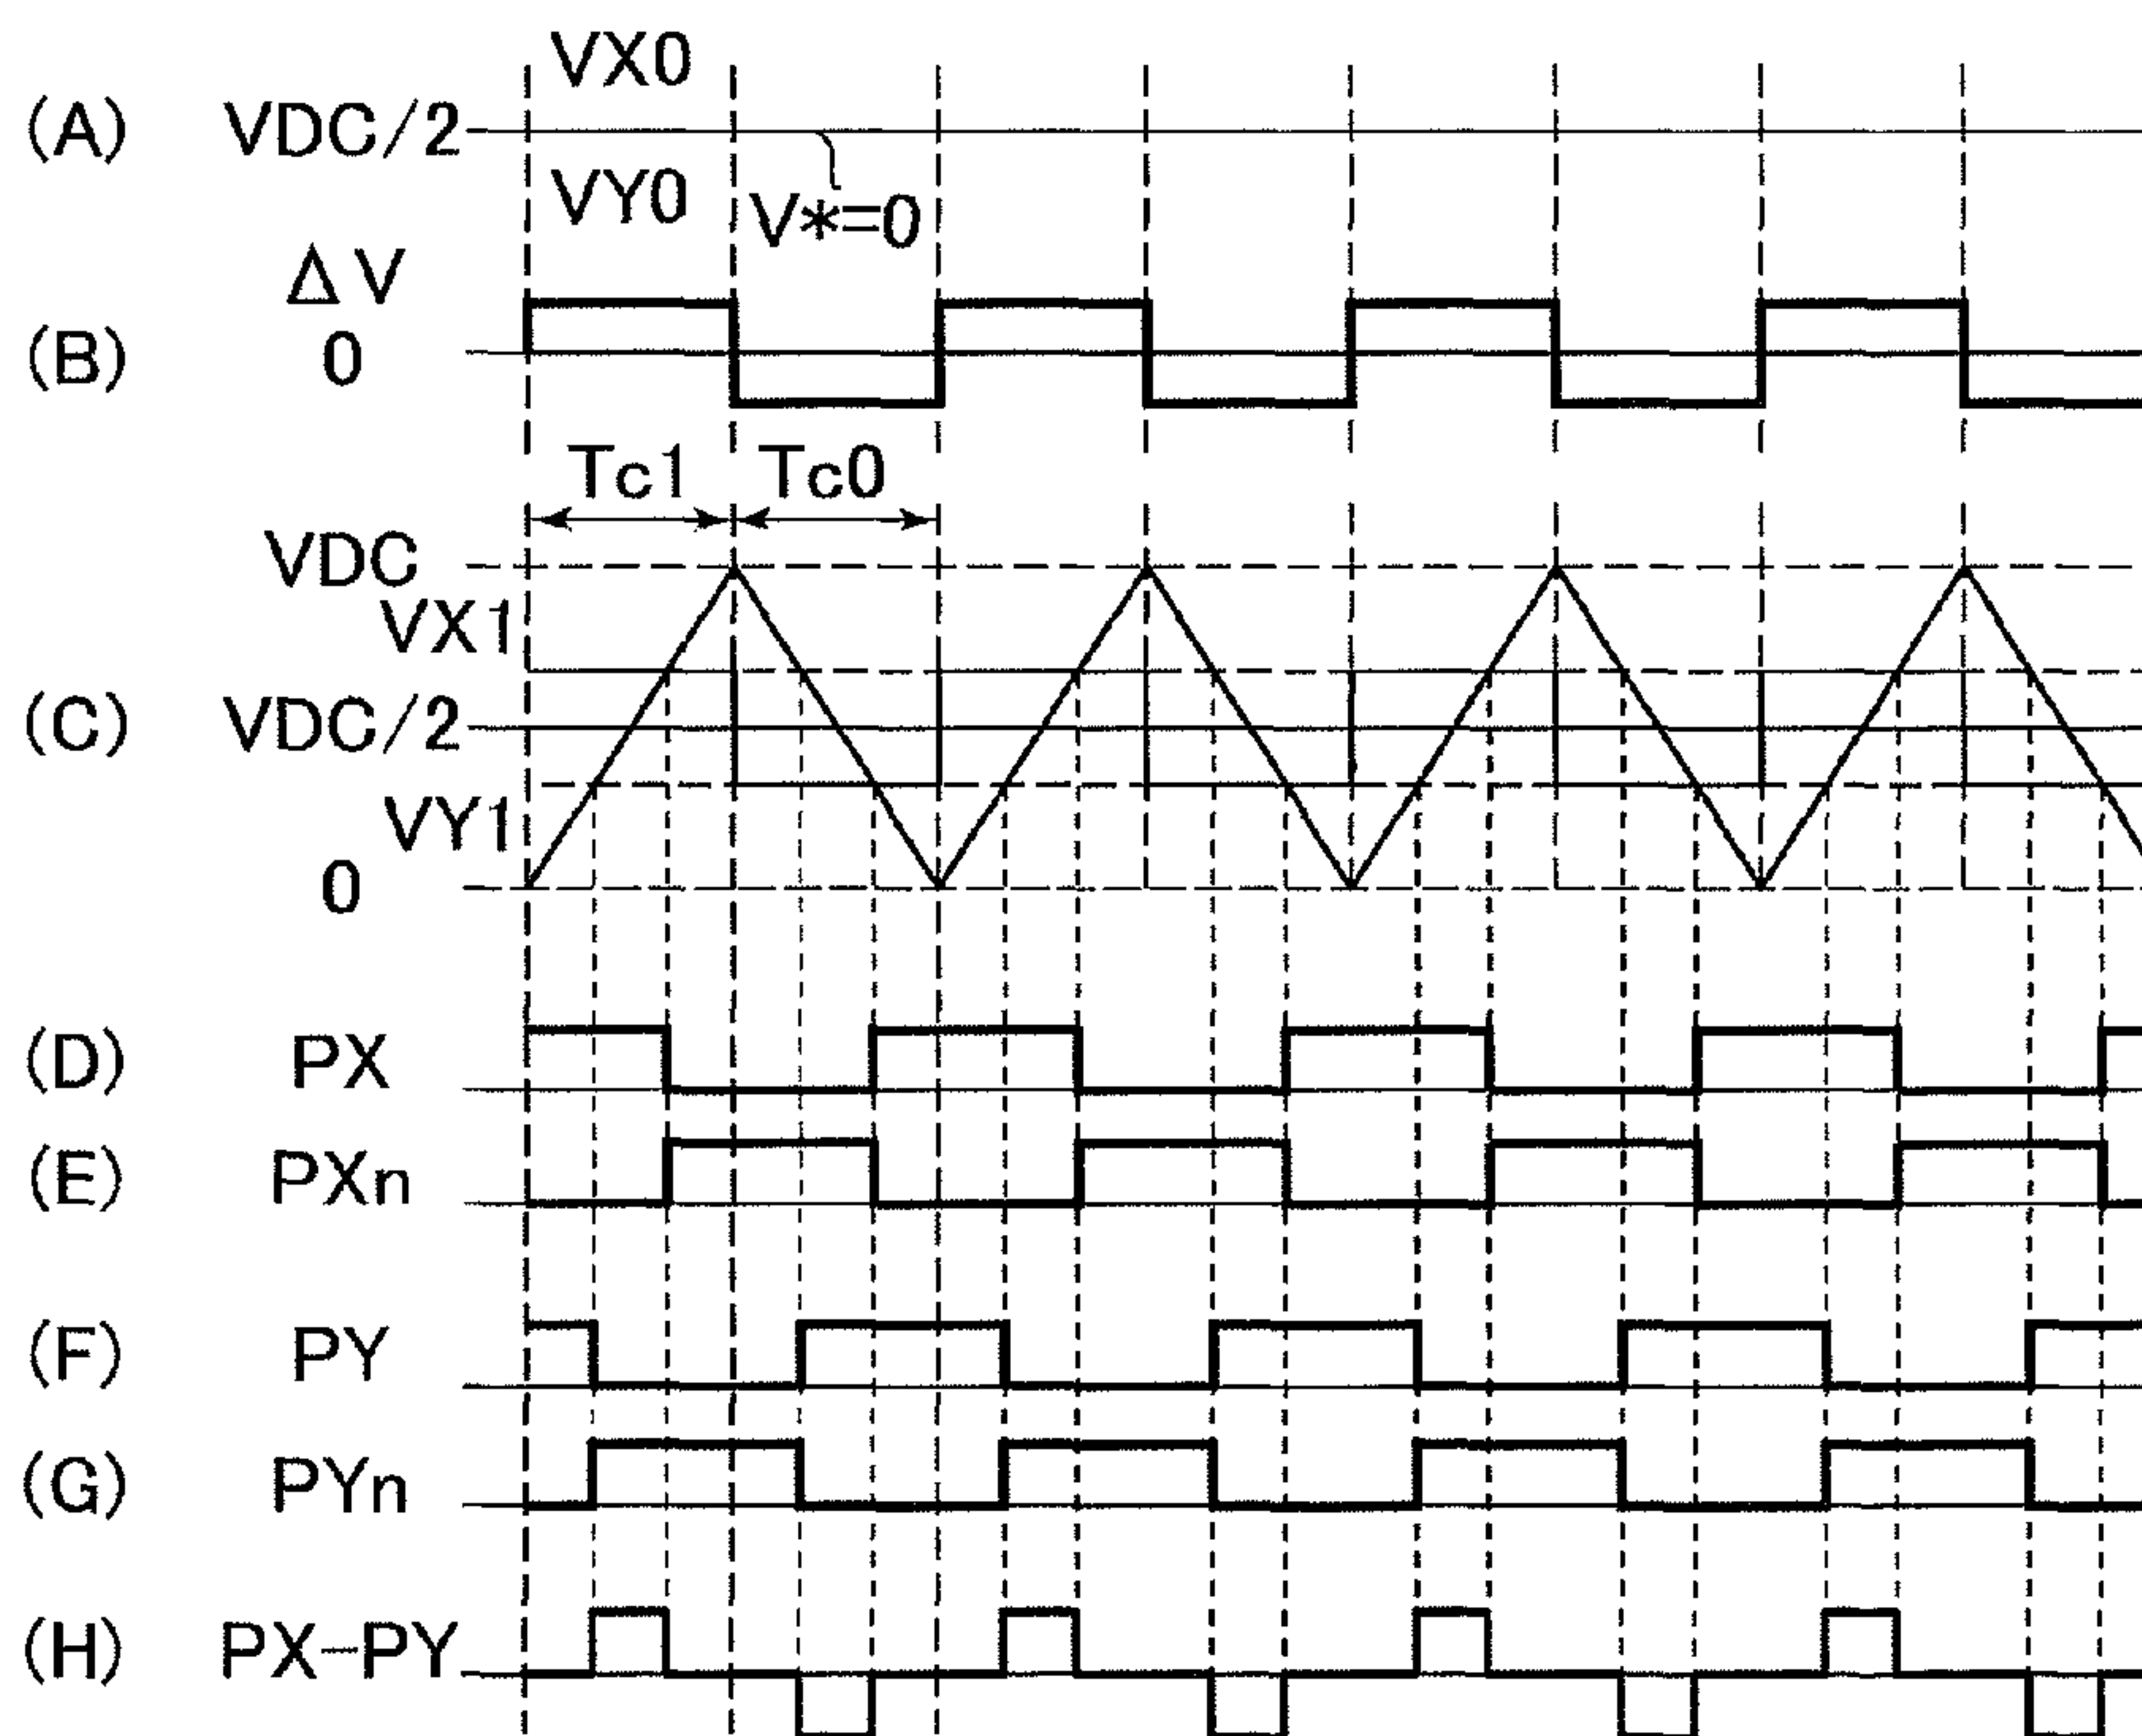 VX0
(A) VDC/2
VY0
V*=0
ΔV
(B) 0
Tc1 Tc0
VDC
VX1
(C) VDC/2
VY1
0
(D) PX
(E) PXn
(F) PY
(G) PYn
(H) PX-PY